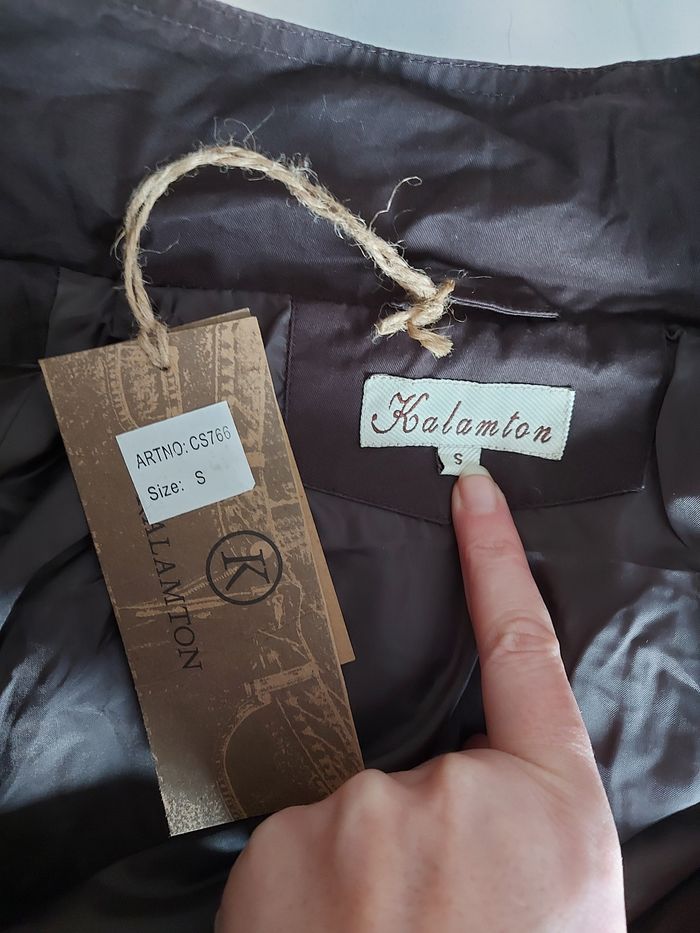 ARTNO: CS766
Size: S
K
KALAMTON
Kalamton
S